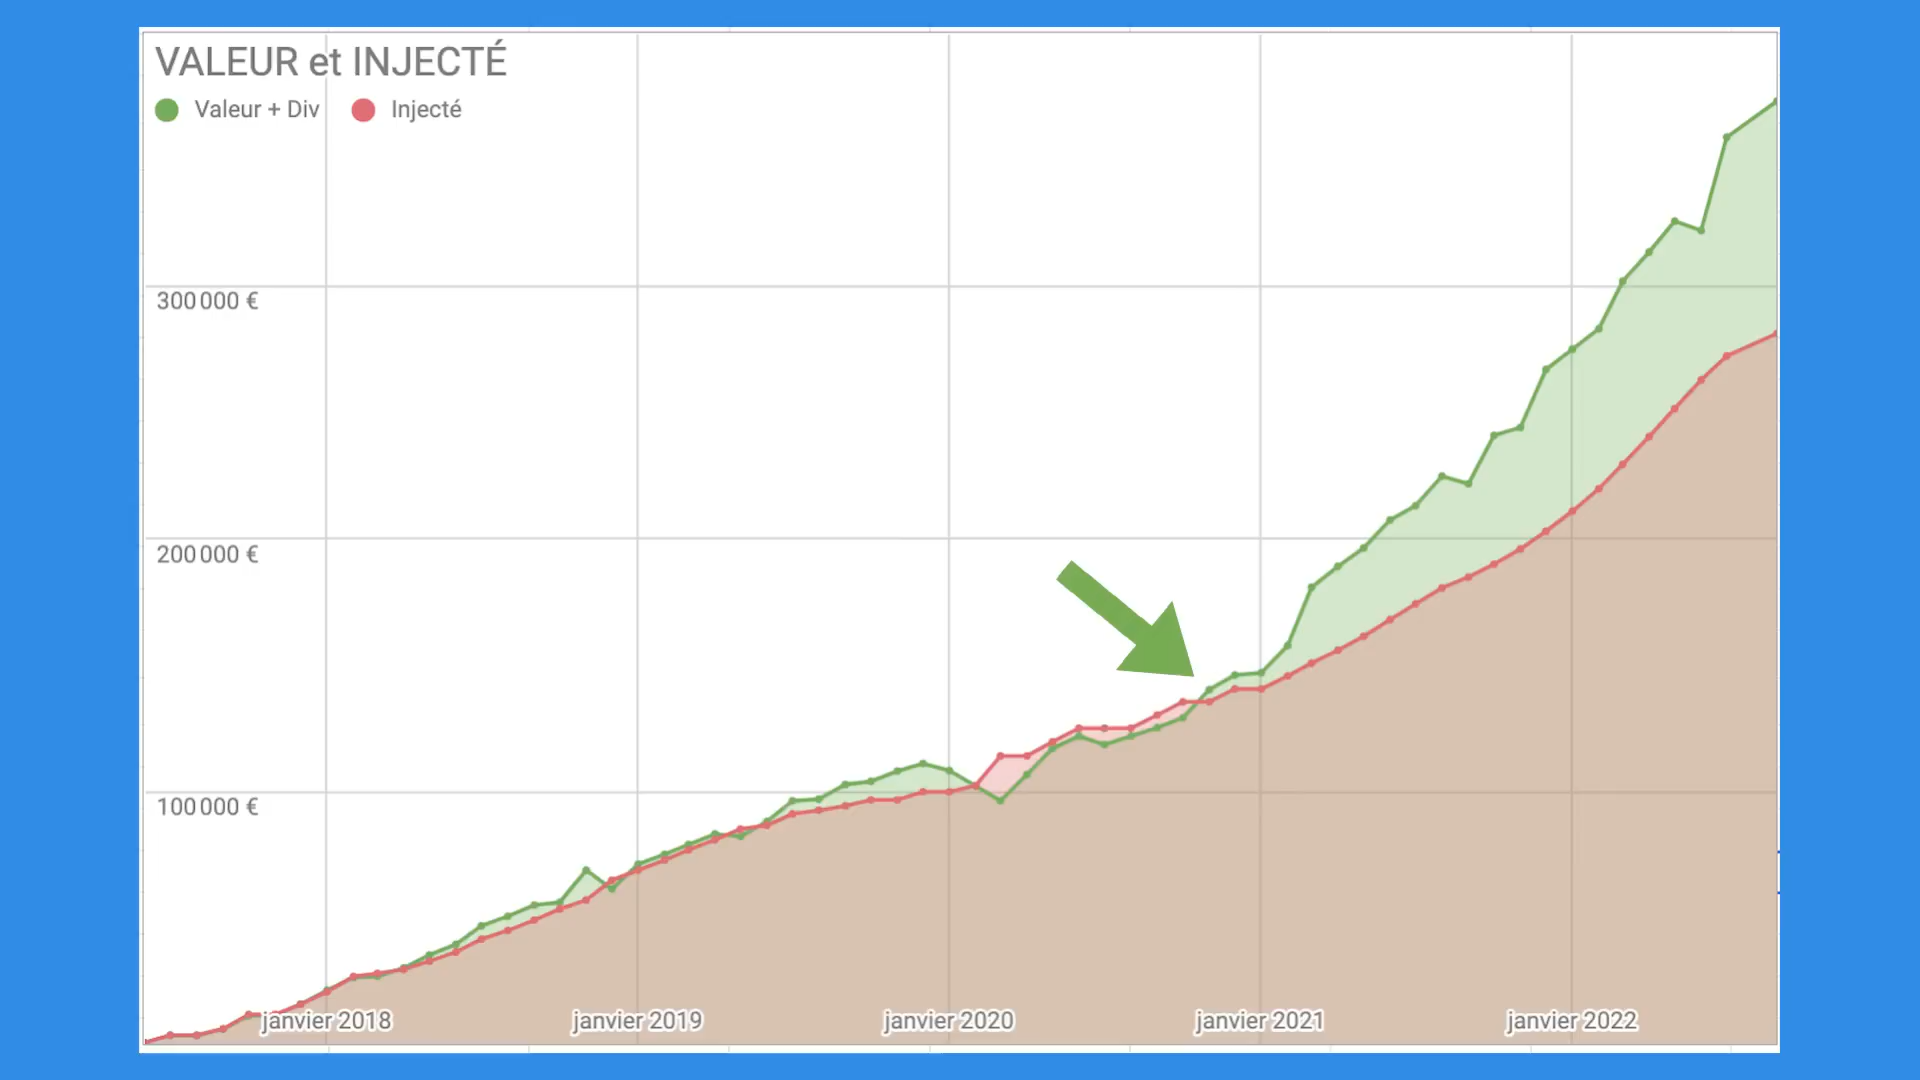 VALEUR et INJECTÉ
Valeur + Div Injecté
300 000 €
200 000 €
100 000 €
janvier 2018 janvier 2019 janvier 2020 janvier 2021 janvier 2022